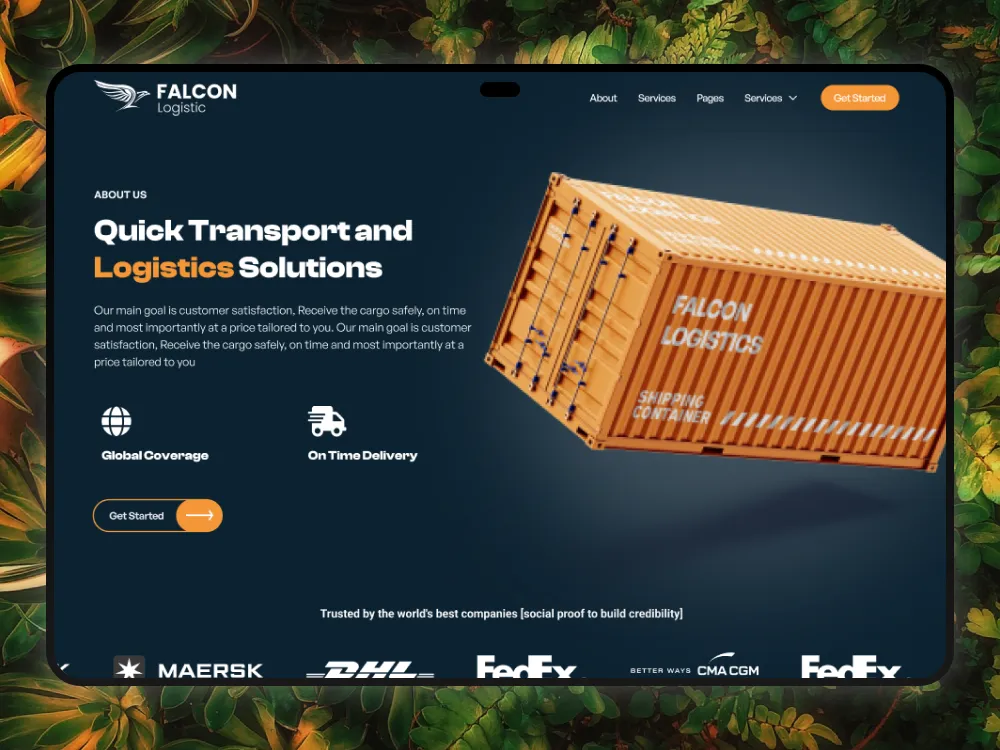 FALCON
Logistic
About Services Pages Services Get Started
ABOUT US
Quick Transport and
Logistics Solutions
Our main goal is customer satisfaction, Receive the cargo safely, on time
and most importantly at a price tailored to you. Our main goal is customer
satisfaction, Receive the cargo safely, on time and most importantly at a
price tailored to you
Global Coverage On Time Delivery
Get Started
FALCON
LOGISTICS
SHIPPING
CONTAINER
Trusted by the world's best companies [social proof to build credibility]
MAERSK DHL FedEx BETTER WAYS CMA CGM FedEx